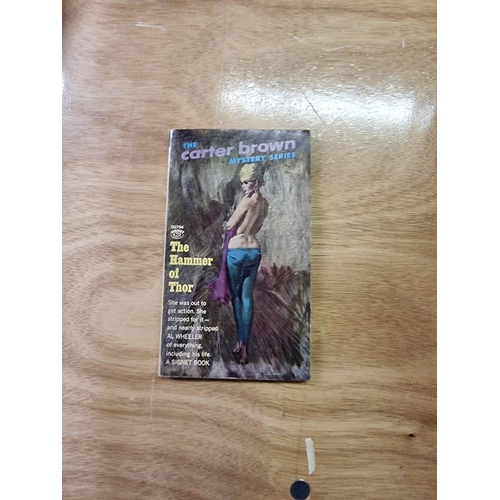 THE
carter brown
MYSTERY SERIES
The
Hammer
of
Thor
She was out to
get action. She
stripped for it—
and nearly stripped
AL WHEELER
of everything,
including his life.
A SIGNET BOOK